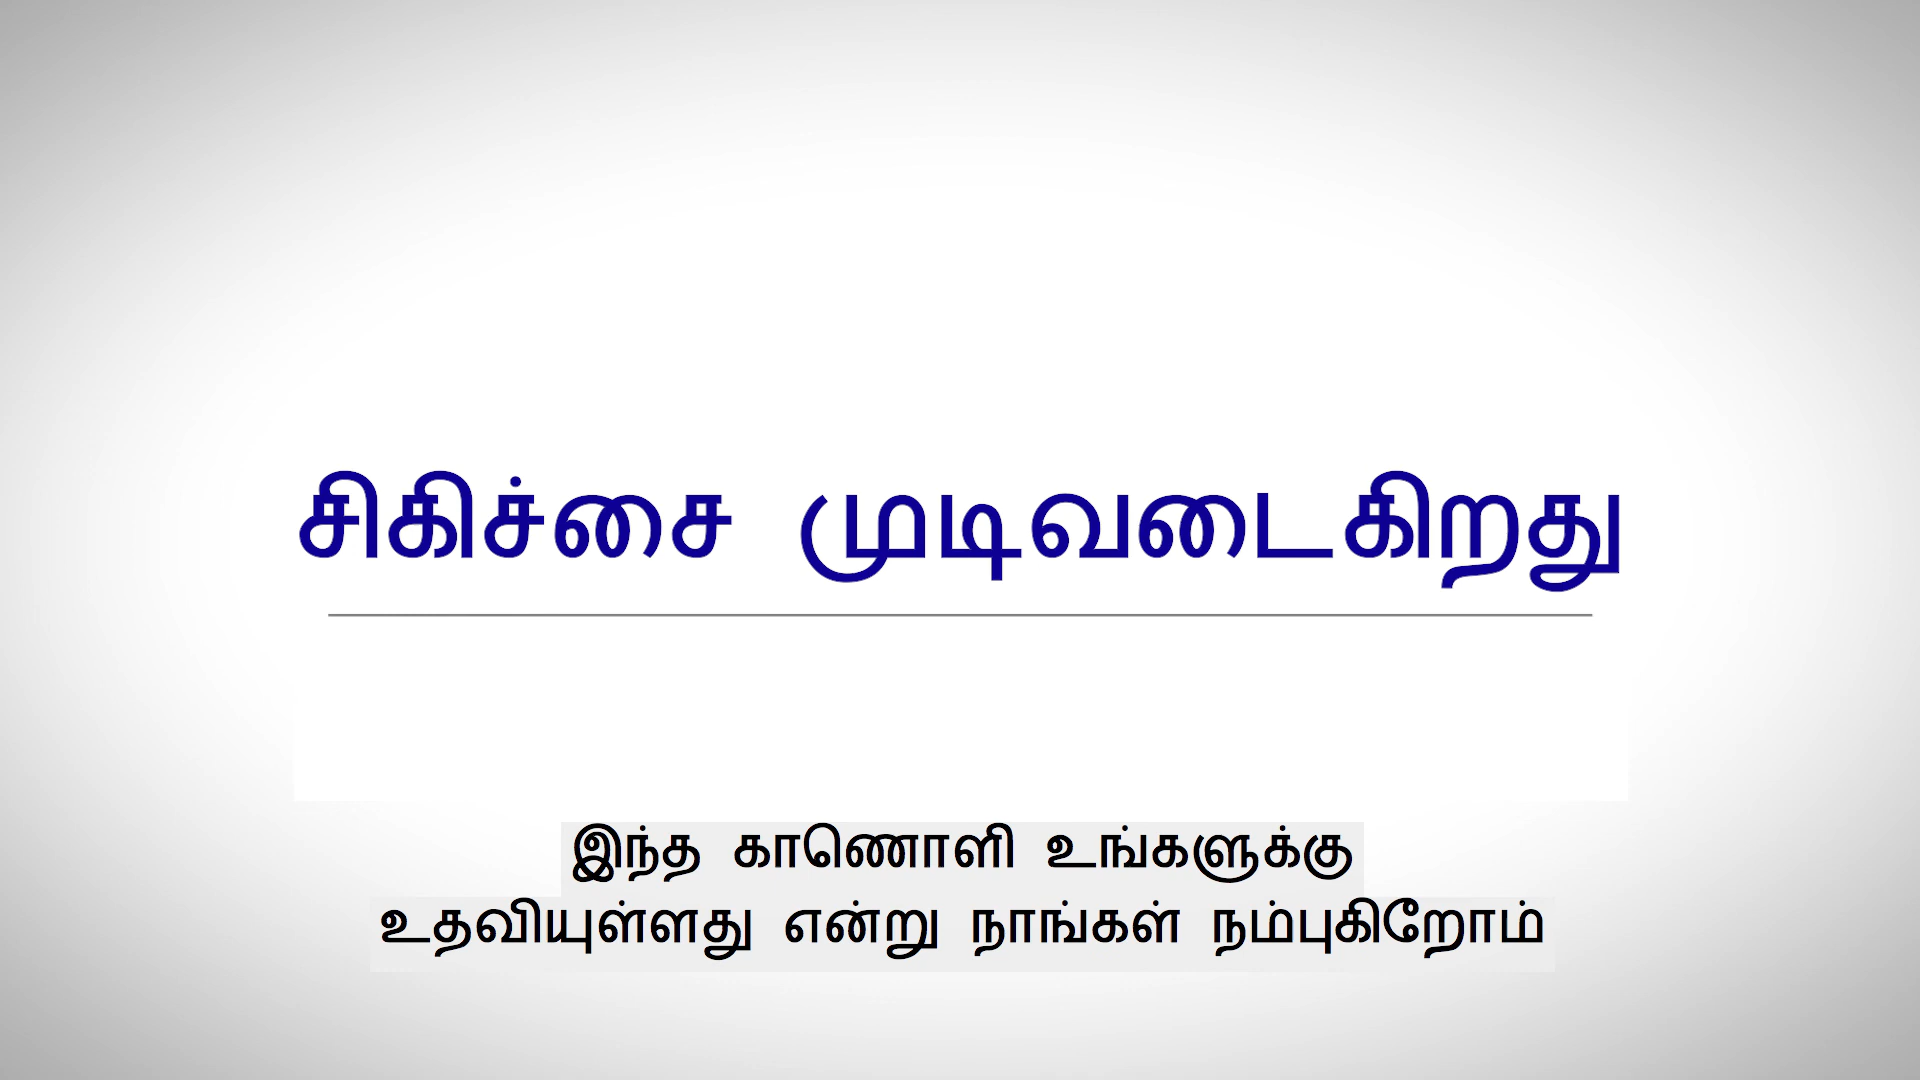 சிகிச்சை முடிவடைகிறது
இந்த காணொளி உங்களுக்கு
உதவியுள்ளது என்று நாங்கள் நம்புகிறோம்